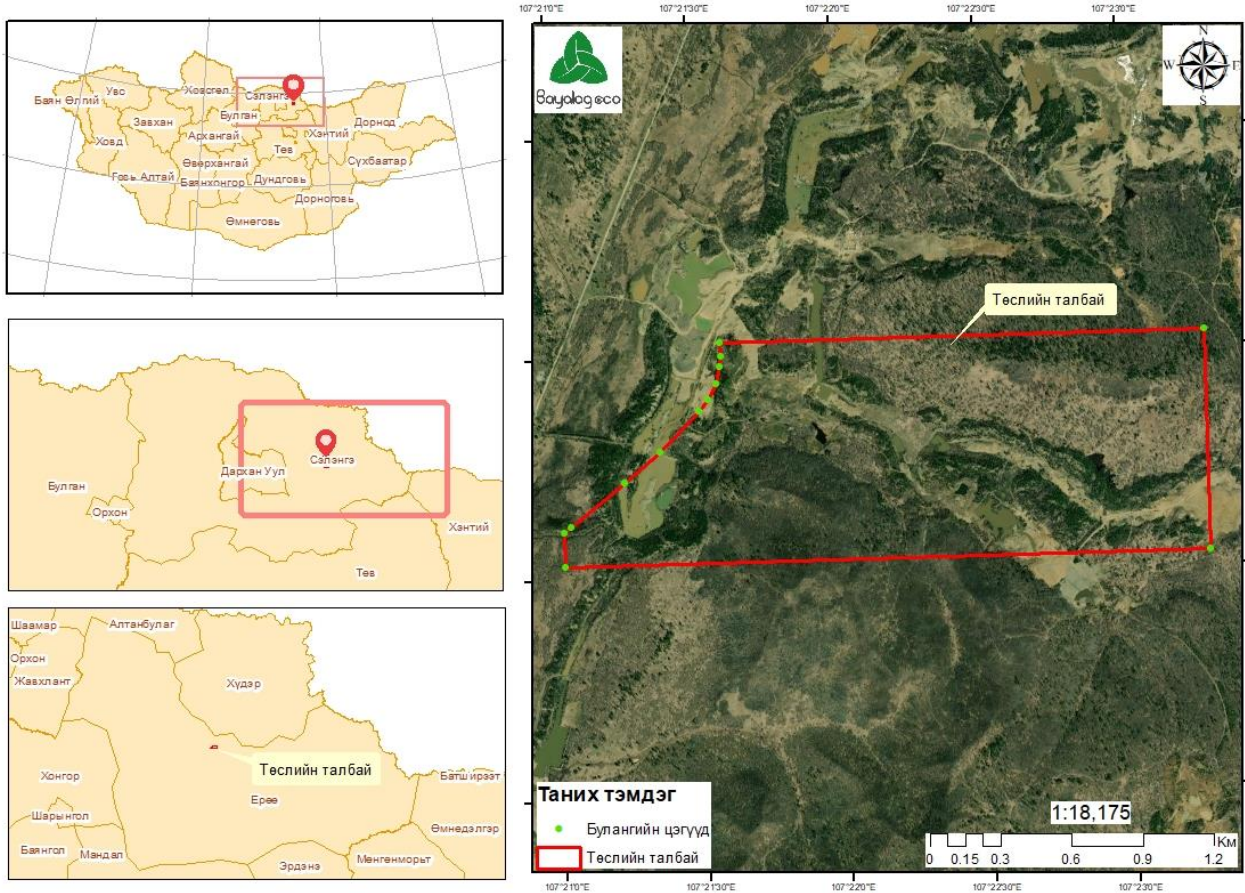 Баян Өлгий
Увс
Ховсгел
Сэлэнгэ
Завхан
Булган
Ховд
Архангай
Төв
Хэнтий
Дорнод
Сүхбаатар
Говь Алтай
Өвөрхангай
Баянхонгор
Дундговь
Дорноговь
Өмнеговь
Булган
Орхон
Дархан Уул
Сэлэнгэ
Хэнтий
Төв
Шаамар
Алтанбулаг
Орхон
Жавхлант
Хүдэр
Төслийн талбай
Хонгор
Ерөө
Батширээт
Шарынгол
Өмнөдэлгэр
Баянгол
Мандал
Эрдэнэ
Мөнгөнморьт
107°21'0"E
107°21'30"E
107°22'0"E
107°22'30"E
107°23'0"E
Bayalag eco
N
W
E
S
Төслийн талбай
Таних тэмдэг
Булангийн цэгүүд
Төслийн талбай
1:18,175
Км
0 0.15 0.3 0.6 0.9 1.2
107°21'0"E
107°21'30"E
107°22'0"E
107°22'30"E
107°23'0"E